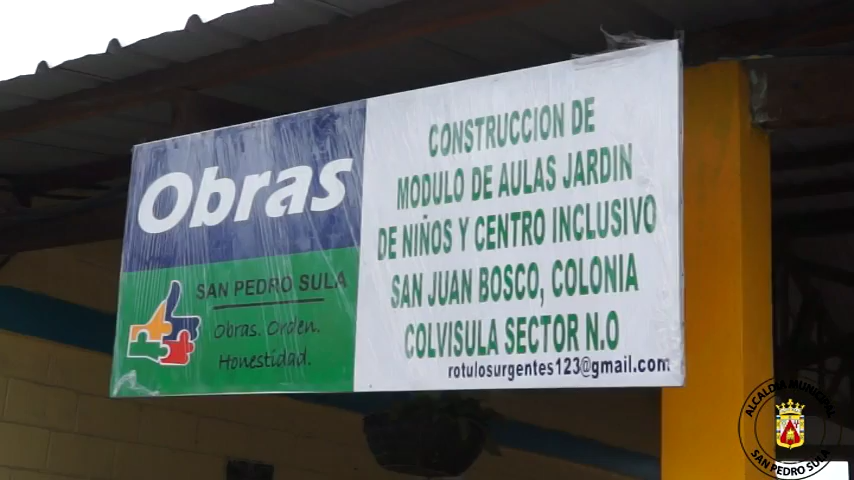 Obras
SAN PEDRO SULA
Obras. Orden.
Honestidad.
CONSTRUCCION DE
MODULO DE AULAS JARDIN
DE NIÑOS Y CENTRO INCLUSIVO
SAN JUAN BOSCO, COLONIA
COLVISULA SECTOR N.O
rotulosurgentes123@gmail.com
ALCALDIA MUNICIPAL
SAN PEDRO SULA